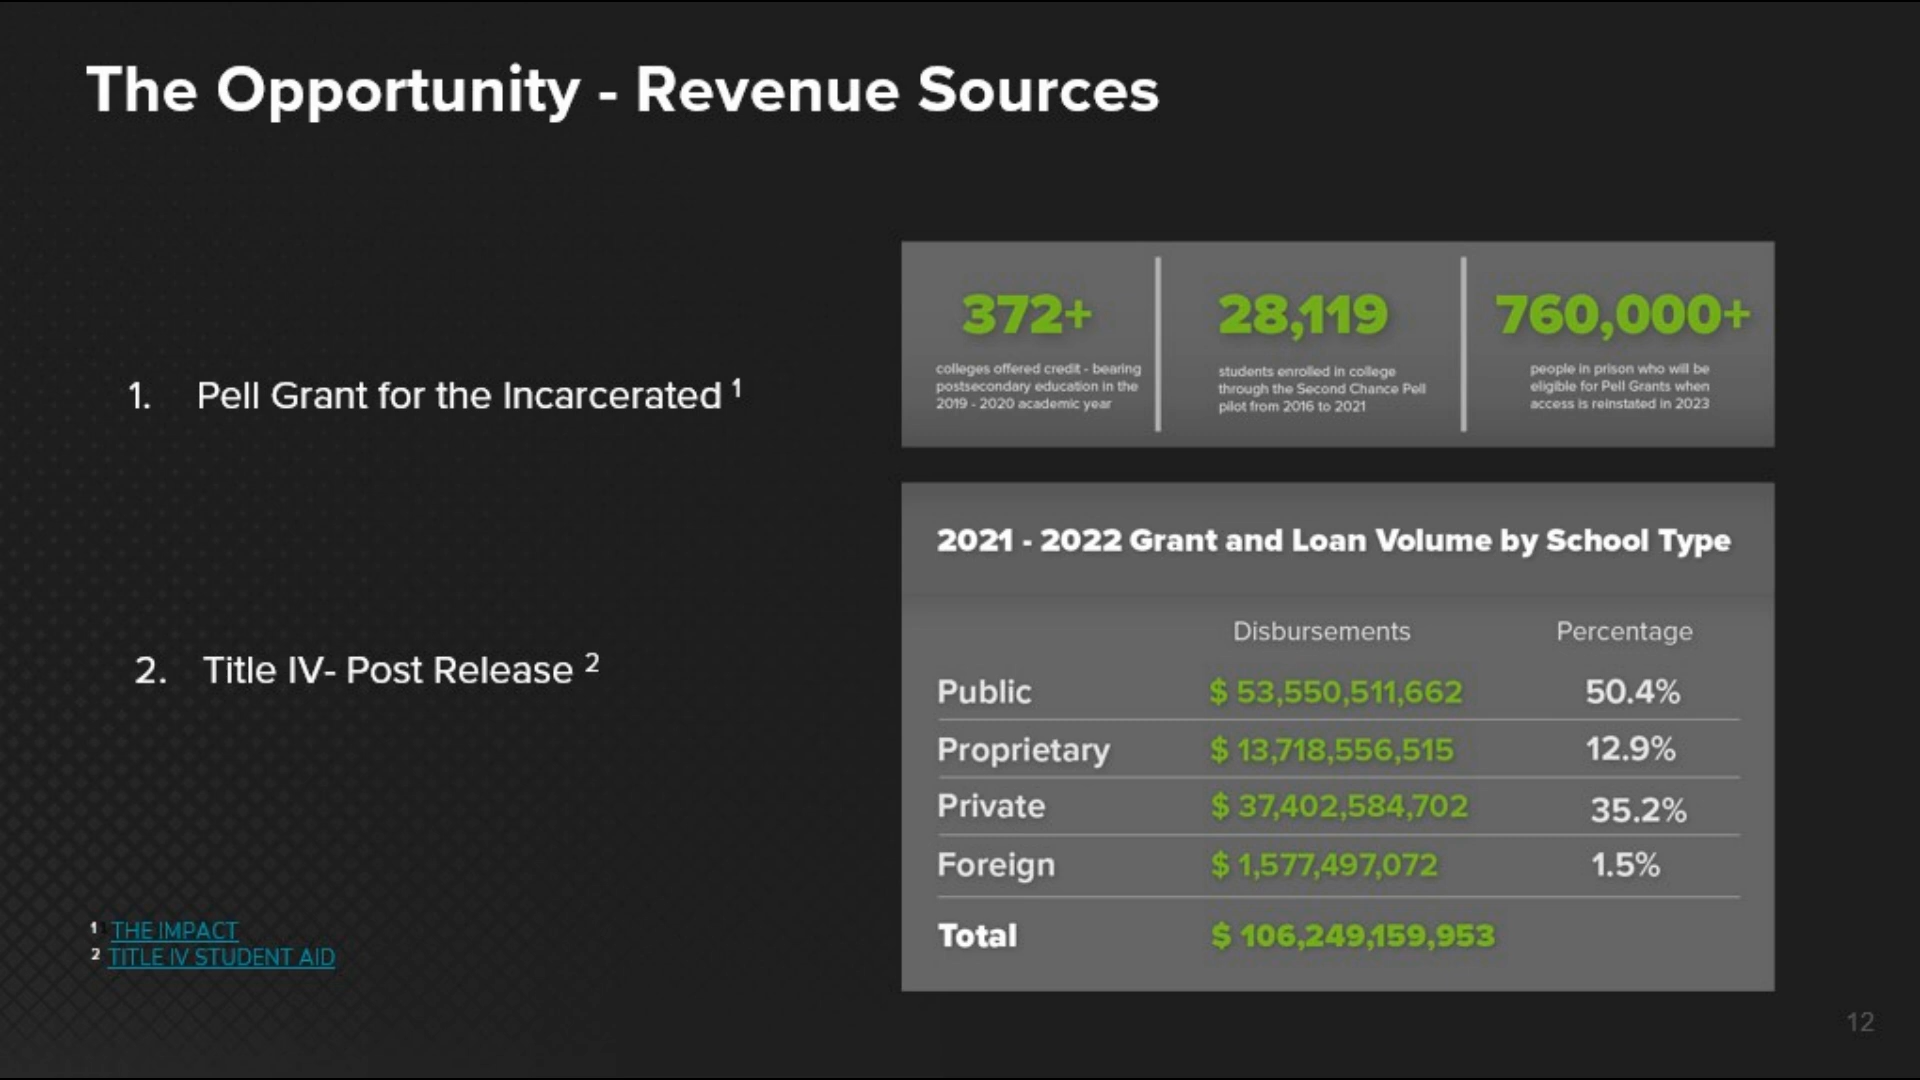 The Opportunity - Revenue Sources
1. Pell Grant for the Incarcerated 1
372+
colleges offered credit - bearing
postsecondary education in the
2019 - 2020 academic year
28,119
students enrolled in college
through the Second Chance Pell
pilot from 2016 to 2021
760,000+
people in prison who will be
eligible for Pell Grants when
access is reinstated in 2023
2. Title IV- Post Release 2
2021 - 2022 Grant and Loan Volume by School Type
Disbursements Percentage
Public $ 53,550,511,662 50.4%
Proprietary $ 13,718,556,515 12.9%
Private $ 37,402,584,702 35.2%
Foreign $ 1,577,497,072 1.5%
Total $ 106,249,159,953
1 THE IMPACT
2 TITLE IV STUDENT AID
12